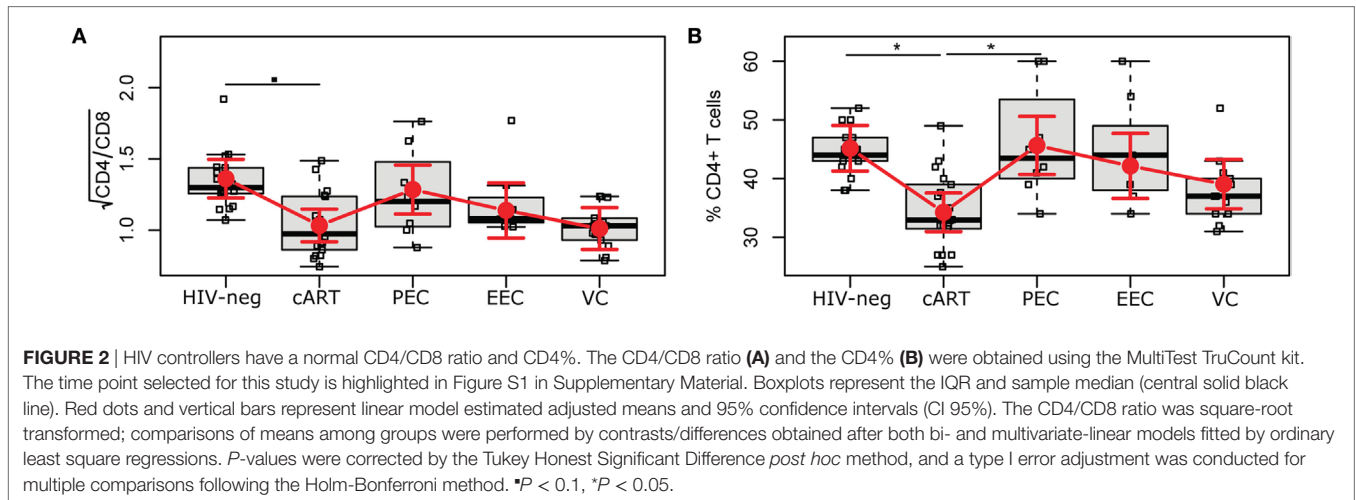 A
B
√CD4/CD8
2.0
1.5
1.0
▪
HIV-neg cART PEC EEC VC
% CD4+ T cells
60
50
40
30
* *
HIV-neg cART PEC EEC VC
FIGURE 2 | HIV controllers have a normal CD4/CD8 ratio and CD4%. The CD4/CD8 ratio (A) and the CD4% (B) were obtained using the MultiTest TruCount kit.
The time point selected for this study is highlighted in Figure S1 in Supplementary Material. Boxplots represent the IQR and sample median (central solid black
line). Red dots and vertical bars represent linear model estimated adjusted means and 95% confidence intervals (CI 95%). The CD4/CD8 ratio was square-root
transformed; comparisons of means among groups were performed by contrasts/differences obtained after both bi- and multivariate-linear models fitted by ordinary
least square regressions. P-values were corrected by the Tukey Honest Significant Difference post hoc method, and a type I error adjustment was conducted for
multiple comparisons following the Holm-Bonferroni method. ▪P < 0.1, *P < 0.05.